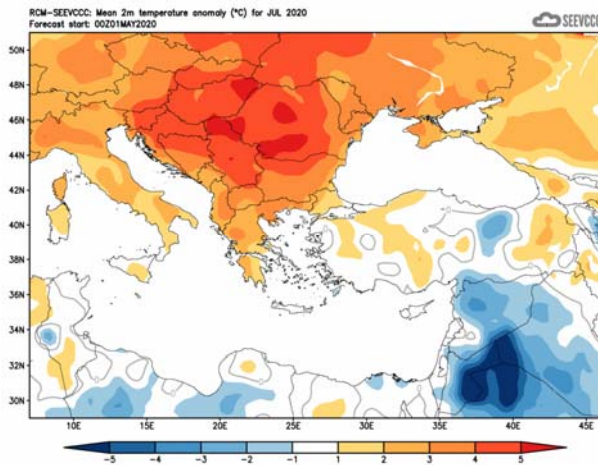 RCM-SEEVCCC: Mean 2m temperature anomaly (°C) for JUL 2020
Forecast start: 00Z01MAY2020
SEEVCCC
50N
48N
46N
44N
42N
40N
38N
36N
34N
32N
30N
10E 15E 20E 25E 30E 35E 40E 45E
-5 -4 -3 -2 -1 1 2 3 4 5